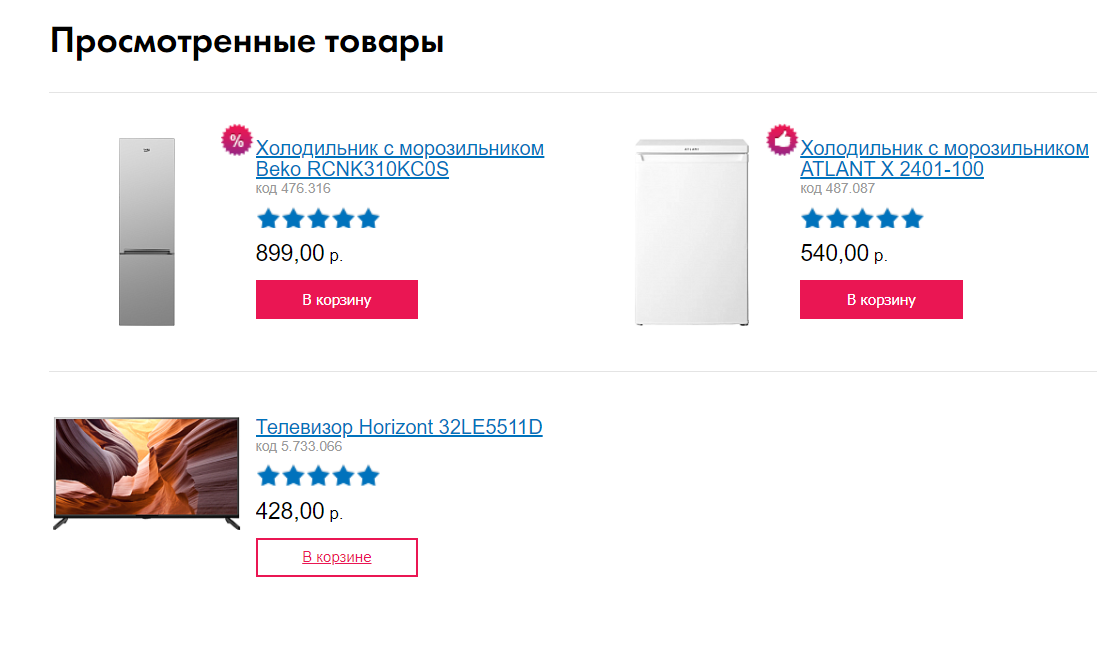 Просмотренные товары
%
Холодильник с морозильником
Beko RCNK310KC0S
код 476.316
899,00 р.
В корзину
Холодильник с морозильником
ATLANT X 2401-100
код 487.087
540,00 р.
В корзину
Телевизор Horizont 32LE5511D
код 5.733.066
428,00 р.
В корзине